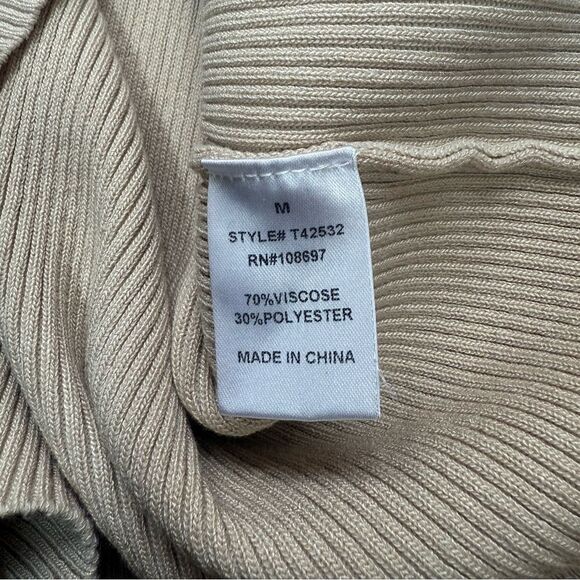 M
STYLE# T42532
RN#108697
70%VISCOSE
30%POLYESTER
MADE IN CHINA